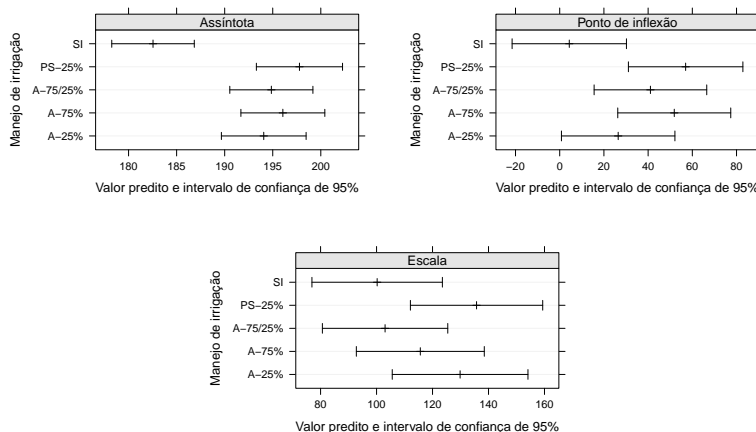 Assíntota
Manejo de irrigação
SI
PS−25%
A−75/25%
A−75%
A−25%
180 185 190 195 200
Valor predito e intervalo de confiança de 95%
Ponto de inflexão
Manejo de irrigação
SI
PS−25%
A−75/25%
A−75%
A−25%
−20 0 20 40 60 80
Valor predito e intervalo de confiança de 95%
Escala
Manejo de irrigação
SI
PS−25%
A−75/25%
A−75%
A−25%
80 100 120 140 160
Valor predito e intervalo de confiança de 95%